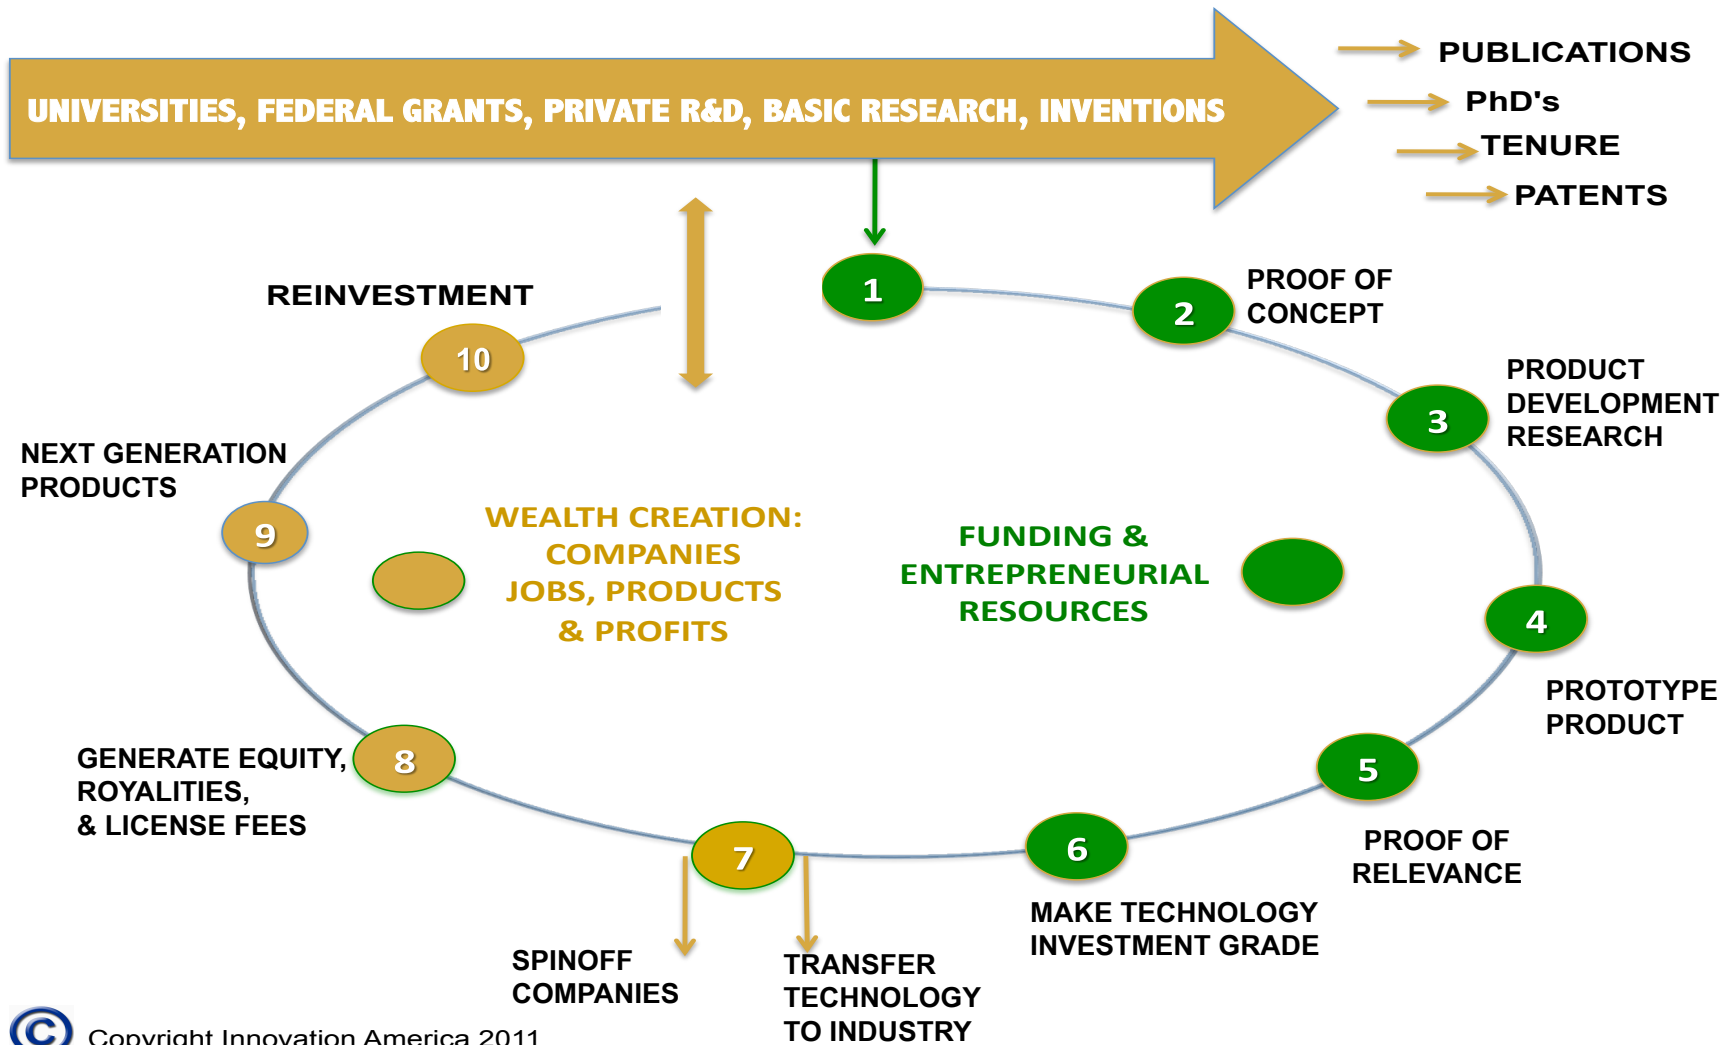 UNIVERSITIES, FEDERAL GRANTS, PRIVATE R&D, BASIC RESEARCH, INVENTIONS
PUBLICATIONS
PhD's
TENURE
PATENTS
1
2
PROOF OF
CONCEPT
3
PRODUCT
DEVELOPMENT
RESEARCH
4
PROTOTYPE
PRODUCT
5
PROOF OF
RELEVANCE
6
MAKE TECHNOLOGY
INVESTMENT GRADE
7
SPINOFF
COMPANIES
TRANSFER
TECHNOLOGY
TO INDUSTRY
8
GENERATE EQUITY,
ROYALITIES,
& LICENSE FEES
9
NEXT GENERATION
PRODUCTS
10
REINVESTMENT
WEALTH CREATION:
COMPANIES
JOBS, PRODUCTS
& PROFITS
FUNDING &
ENTREPRENEURIAL
RESOURCES
© Copyright Innovation America 2011